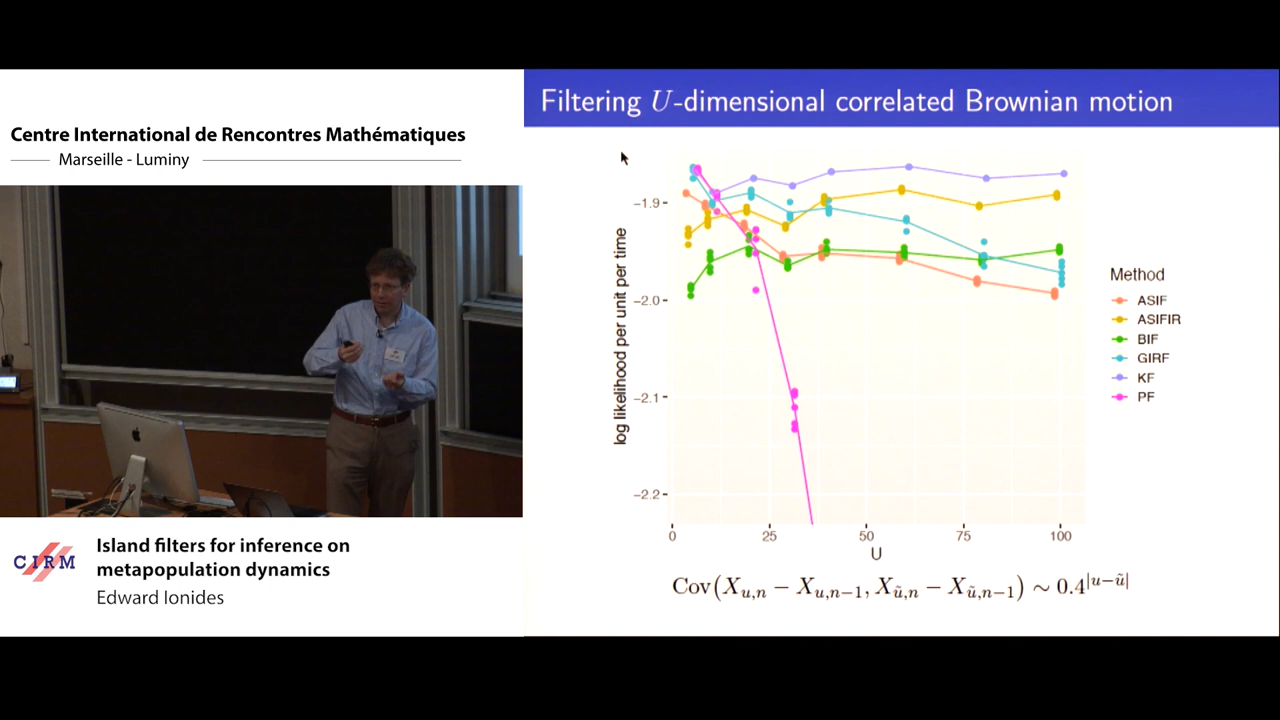 Centre International de Rencontres Mathématiques
Marseille - Luminy
CIRM
Island filters for inference on
metapopulation dynamics
Edward Ionides
Filtering U-dimensional correlated Brownian motion
log likelihood per unit per time
−1.9
−2.0
−2.1
−2.2
0 25 50 75 100
U
Method
ASIF
ASIFIR
BIF
GIRF
KF
PF
Cov(X_{u,n} − X_{u,n−1}, X_{ũ,n} − X_{ũ,n−1}) ∼ 0.4^{|u−ũ|}